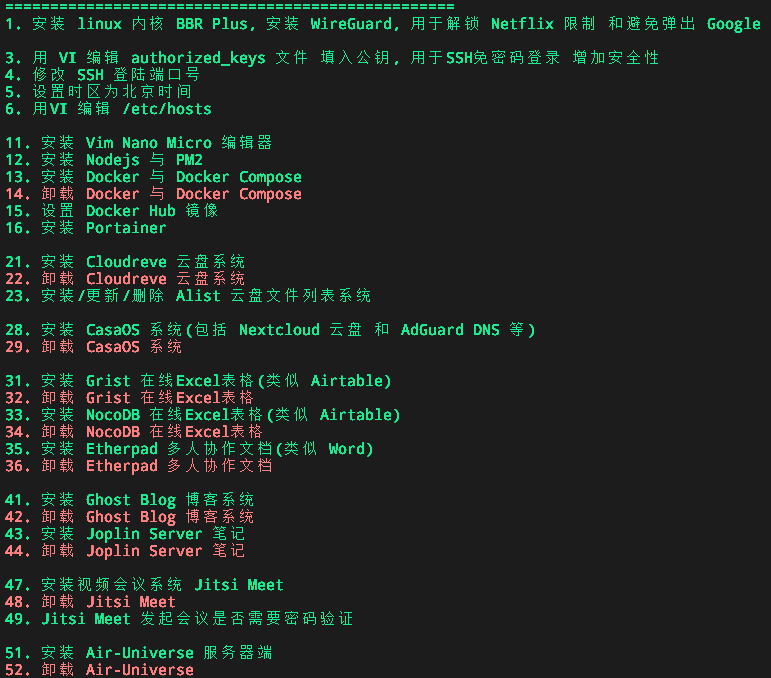 ==================================================
1. 安装 linux 内核 BBR Plus, 安装 WireGuard, 用于解锁 Netflix 限制 和避免弹出 Google
3. 用 VI 编辑 authorized_keys 文件 填入公钥, 用于SSH免密码登录 增加安全性
4. 修改 SSH 登陆端口号
5. 设置时区为北京时间
6. 用VI 编辑 /etc/hosts
11. 安装 Vim Nano Micro 编辑器
12. 安装 Nodejs 与 PM2
13. 安装 Docker 与 Docker Compose
14. 卸载 Docker 与 Docker Compose
15. 设置 Docker Hub 镜像
16. 安装 Portainer
21. 安装 Cloudreve 云盘系统
22. 卸载 Cloudreve 云盘系统
23. 安装/更新/删除 Alist 云盘文件列表系统
28. 安装 CasaOS 系统(包括 Nextcloud 云盘 和 AdGuard DNS 等)
29. 卸载 CasaOS 系统
31. 安装 Grist 在线Excel表格(类似 Airtable)
32. 卸载 Grist 在线Excel表格
33. 安装 NocoDB 在线Excel表格(类似 Airtable)
34. 卸载 NocoDB 在线Excel表格
35. 安装 Etherpad 多人协作文档(类似 Word)
36. 卸载 Etherpad 多人协作文档
41. 安装 Ghost Blog 博客系统
42. 卸载 Ghost Blog 博客系统
43. 安装 Joplin Server 笔记
44. 卸载 Joplin Server 笔记
47. 安装视频会议系统 Jitsi Meet
48. 卸载 Jitsi Meet
49. Jitsi Meet 发起会议是否需要密码验证
51. 安装 Air-Universe 服务器端
52. 卸载 Air-Universe